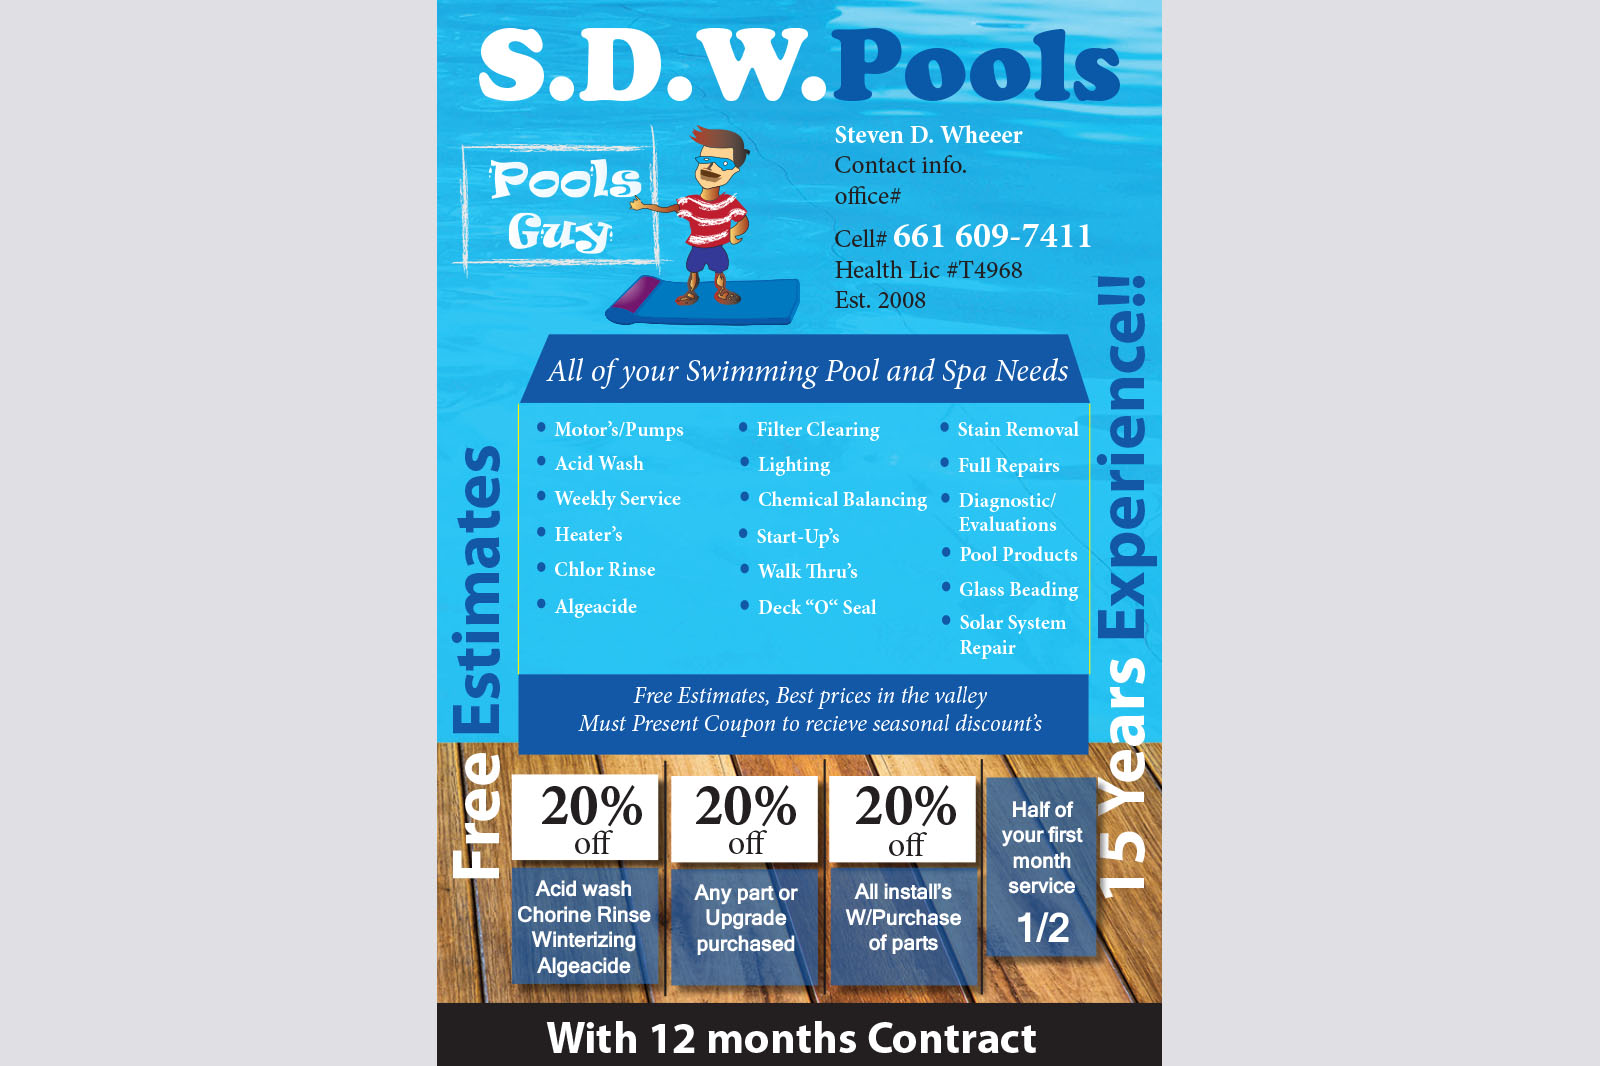 S.D.W.Pools
Pools
Guy
Steven D. Wheeer
Contact info.
office#
Cell# 661 609-7411
Health Lic #T4968
Est. 2008
All of your Swimming Pool and Spa Needs
Motor's/Pumps
Acid Wash
Weekly Service
Heater's
Chlor Rinse
Algeacide
Filter Clearing
Lighting
Chemical Balancing
Start-Up's
Walk Thru's
Deck “O“ Seal
Stain Removal
Full Repairs
Diagnostic/
Evaluations
Pool Products
Glass Beading
Solar System
Repair
Free Estimates
15 Years Experience!!
Free Estimates, Best prices in the valley
Must Present Coupon to recieve seasonal discount's
20%
off
Acid wash
Chorine Rinse
Winterizing
Algeacide
20%
off
Any part or
Upgrade
purchased
20%
off
All install's
W/Purchase
of parts
Half of
your first
month
service
1/2
With 12 months Contract